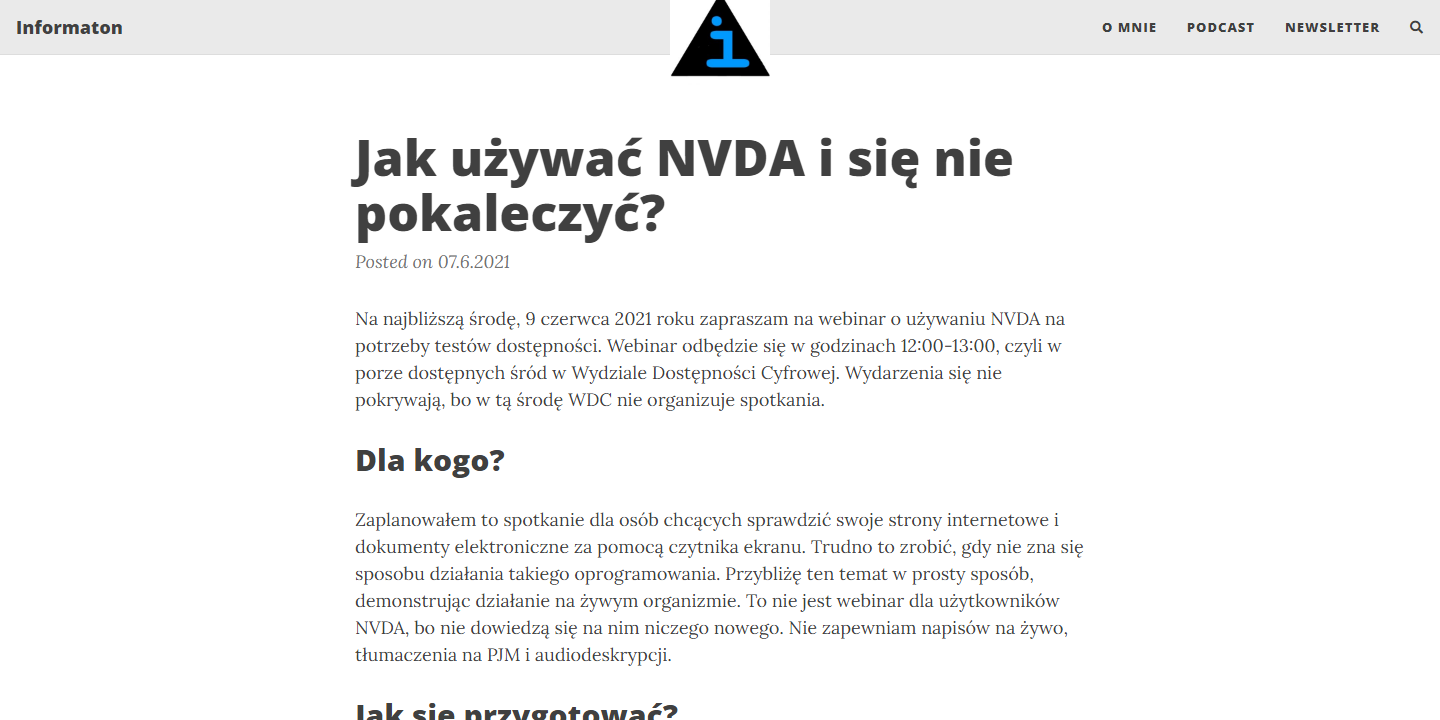 Informaton
i
O MNIE
PODCAST
NEWSLETTER
Jak używać NVDA i się nie
pokaleczyć?
Posted on 07.6.2021
Na najbliższą środę, 9 czerwca 2021 roku zapraszam na webinar o używaniu NVDA na
potrzeby testów dostępności. Webinar odbędzie się w godzinach 12:00-13:00, czyli w
porze dostępnych śród w Wydziale Dostępności Cyfrowej. Wydarzenia się nie
pokrywają, bo w tą środę WDC nie organizuje spotkania.
Dla kogo?
Zaplanowałem to spotkanie dla osób chcących sprawdzić swoje strony internetowe i
dokumenty elektroniczne za pomocą czytnika ekranu. Trudno to zrobić, gdy nie zna się
sposobu działania takiego oprogramowania. Przybliżę ten temat w prosty sposób,
demonstrując działanie na żywym organizmie. To nie jest webinar dla użytkowników
NVDA, bo nie dowiedzą się na nim niczego nowego. Nie zapewniam napisów na żywo,
tłumaczenia na PJM i audiodeskrypcji.
Jak się przygotować?